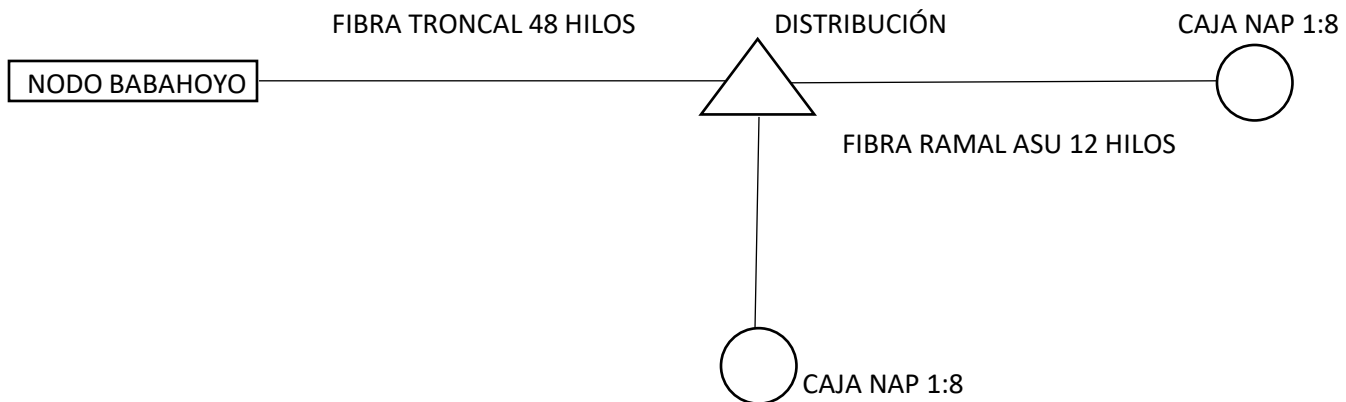 FIBRA TRONCAL 48 HILOS
DISTRIBUCIÓN
CAJA NAP 1:8
NODO BABAHOYO
FIBRA RAMAL ASU 12 HILOS
CAJA NAP 1:8